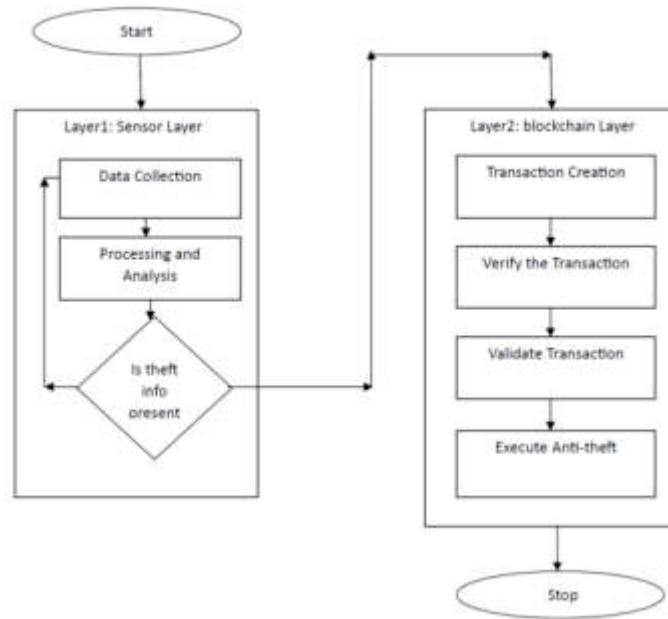 Start
Layer1: Sensor Layer
Data Collection
Processing and
Analysis
Is theft
info
present
Layer2: blockchain Layer
Transaction Creation
Verify the Transaction
Validate Transaction
Execute Anti-theft
Stop